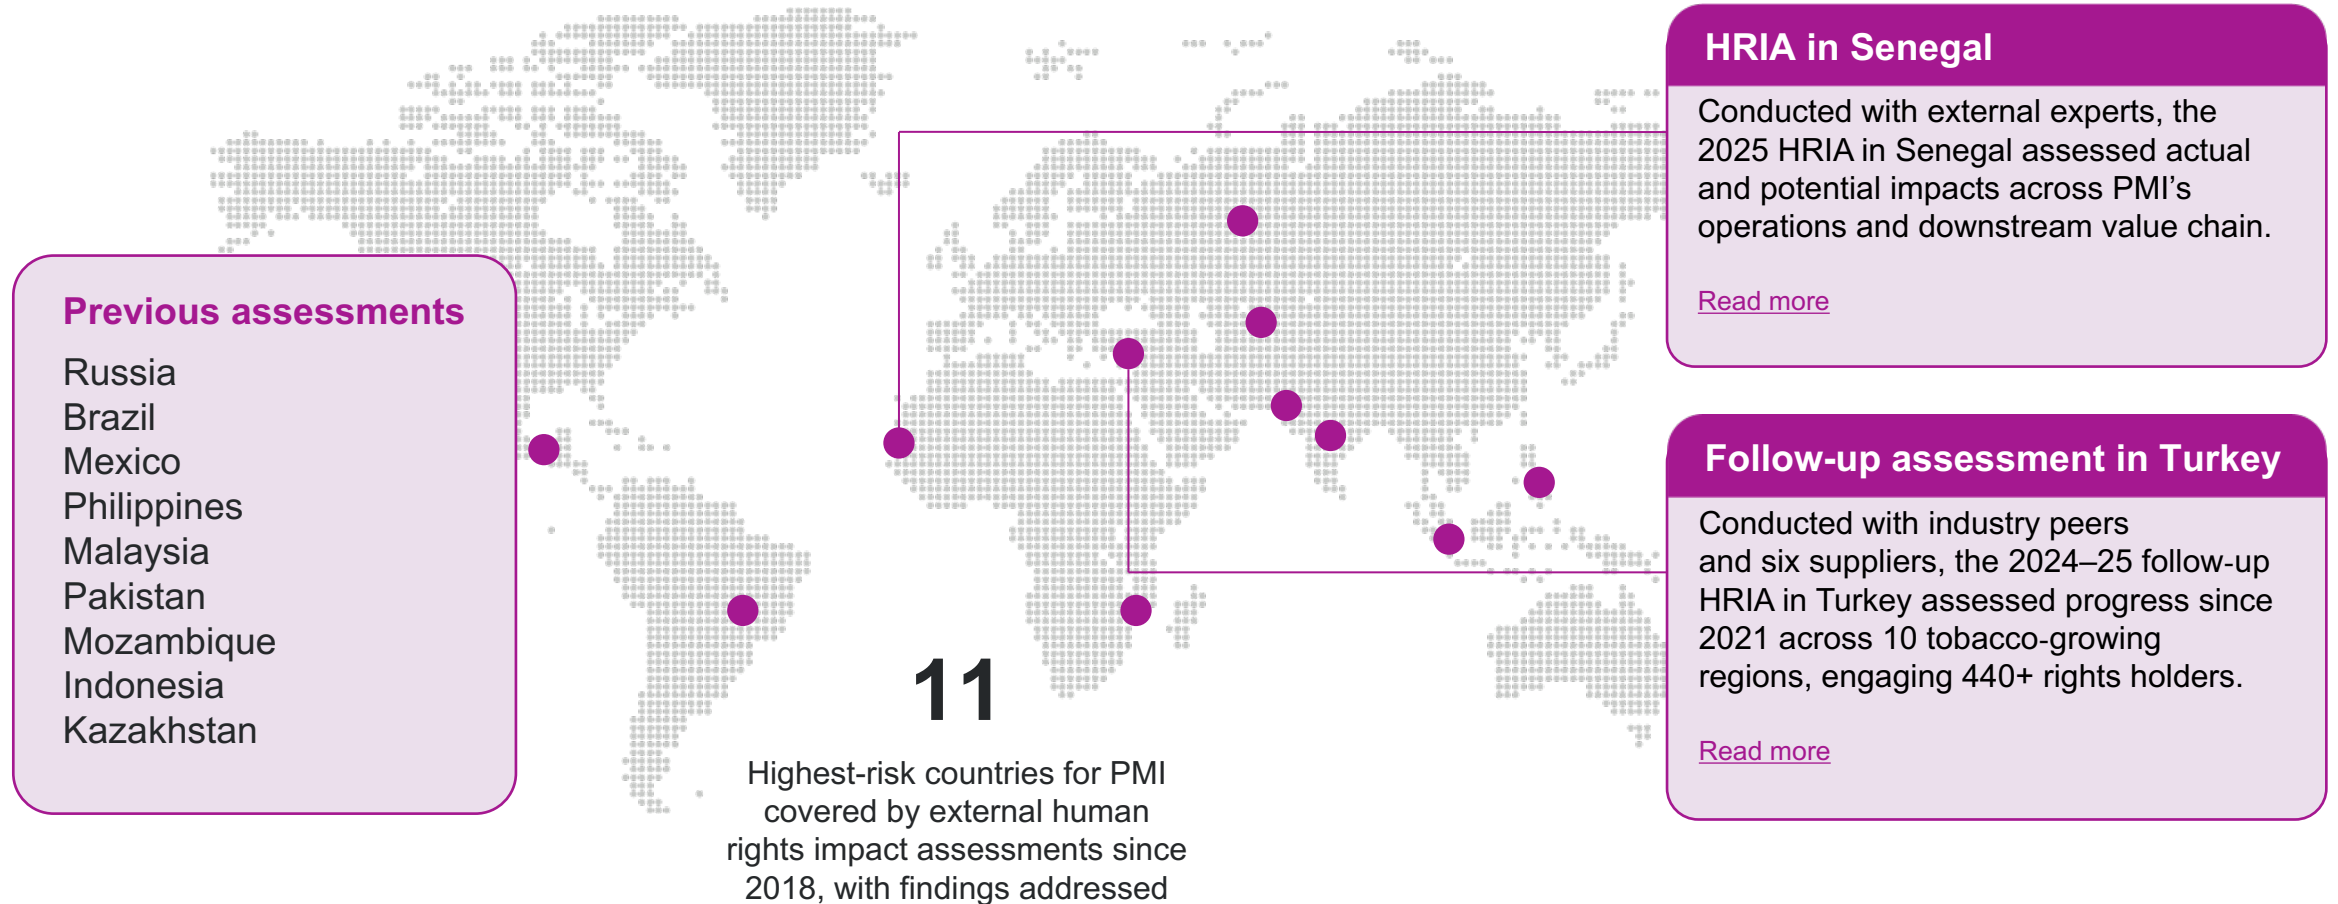 Previous assessments
Russia
Brazil
Mexico
Philippines
Malaysia
Pakistan
Mozambique
Indonesia
Kazakhstan
11
Highest-risk countries for PMI
covered by external human
rights impact assessments since
2018, with findings addressed
HRIA in Senegal
Conducted with external experts, the
2025 HRIA in Senegal assessed actual
and potential impacts across PMI’s
operations and downstream value chain.
Read more
Follow-up assessment in Turkey
Conducted with industry peers
and six suppliers, the 2024–25 follow-up
HRIA in Turkey assessed progress since
2021 across 10 tobacco-growing
regions, engaging 440+ rights holders.
Read more